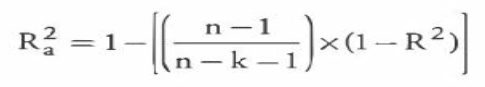 R²ₐ = 1 − [((n − 1)/(n − k − 1)) × (1 − R²)]